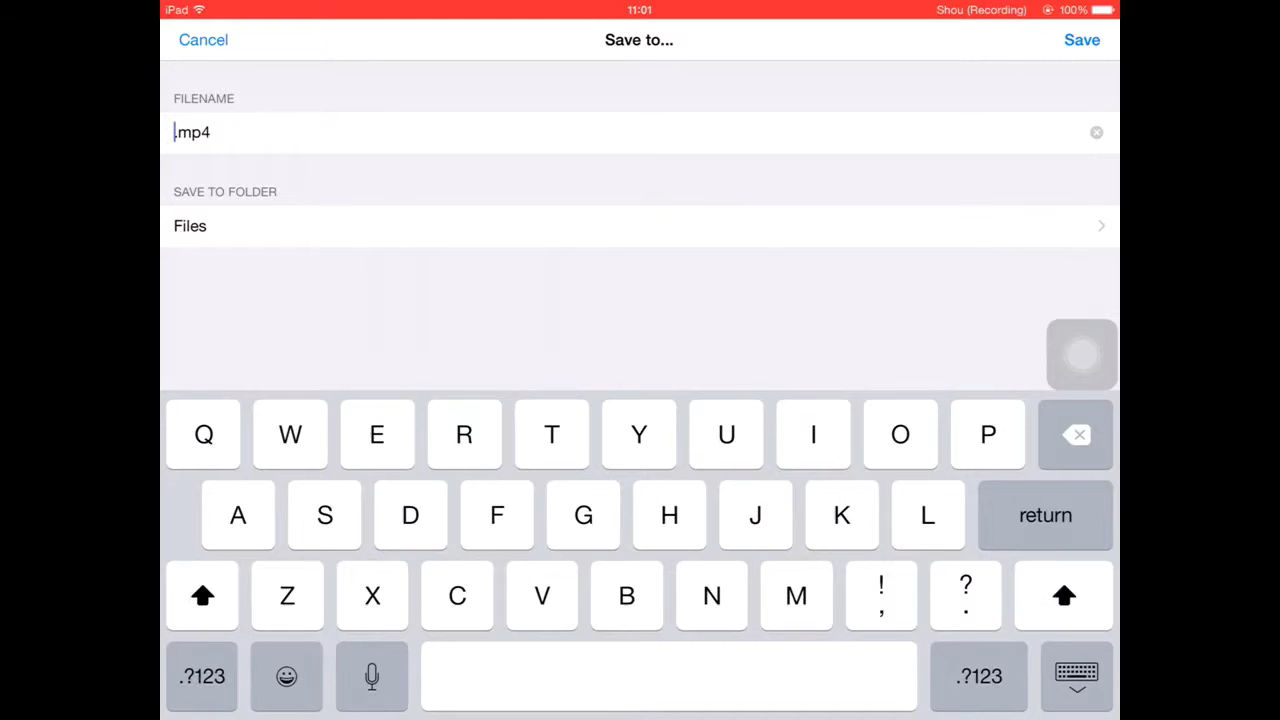 iPad 11:01 Shou (Recording) 100%
Cancel Save to... Save
FILENAME
.mp4
SAVE TO FOLDER
Files
Q W E R T Y U I O P
A S D F G H J K L return
Z X C V B N M ! , ? .
.?123 .?123